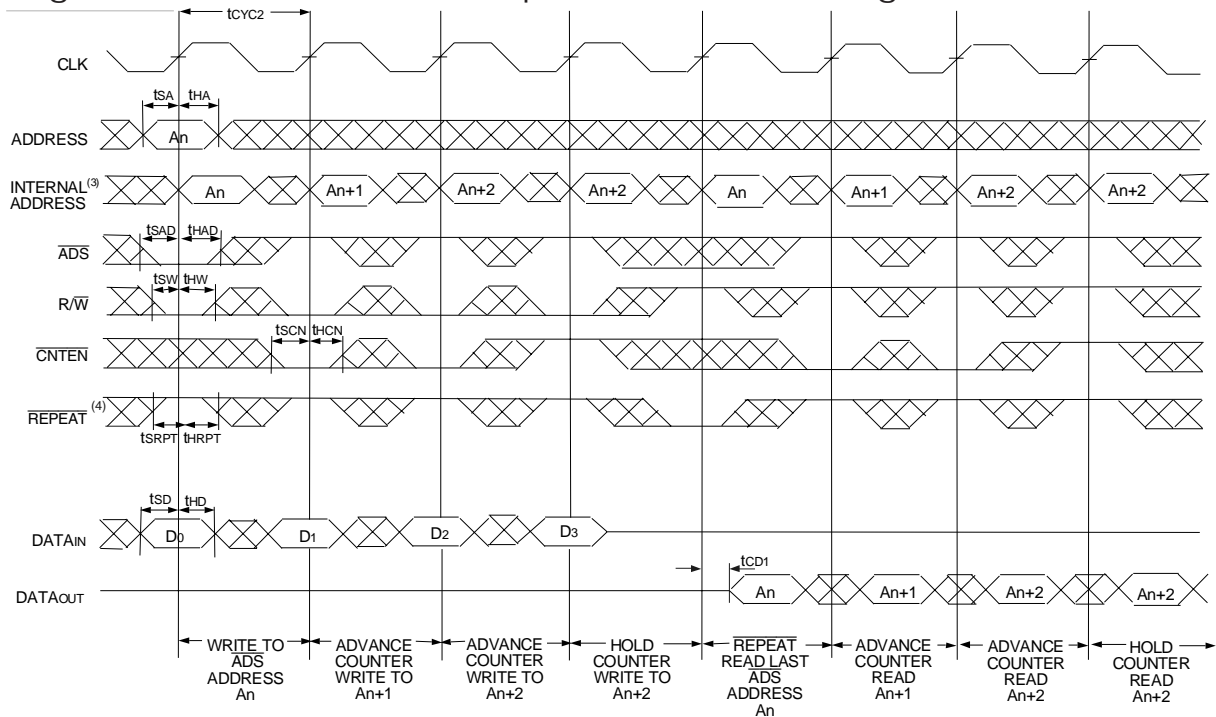 tCYC2
CLK
tSA tHA
ADDRESS An
INTERNAL(3)
ADDRESS
An An+1 An+2 An+2 An An+1 An+2 An+2
tSAD tHAD
ADS
tSW tHW
R/W
tSCN tHCN
CNTEN
REPEAT (4)
tSRPT tHRPT
tSD tHD
DATAIN D0 D1 D2 D3
tCD1
DATAOUT An An+1 An+2 An+2
WRITE TO
ADS
ADDRESS
An
ADVANCE
COUNTER
WRITE TO
An+1
ADVANCE
COUNTER
WRITE TO
An+2
HOLD
COUNTER
WRITE TO
An+2
REPEAT
READ LAST
ADS
ADDRESS
An
ADVANCE
COUNTER
READ
An+1
ADVANCE
COUNTER
READ
An+2
HOLD
COUNTER
READ
An+2